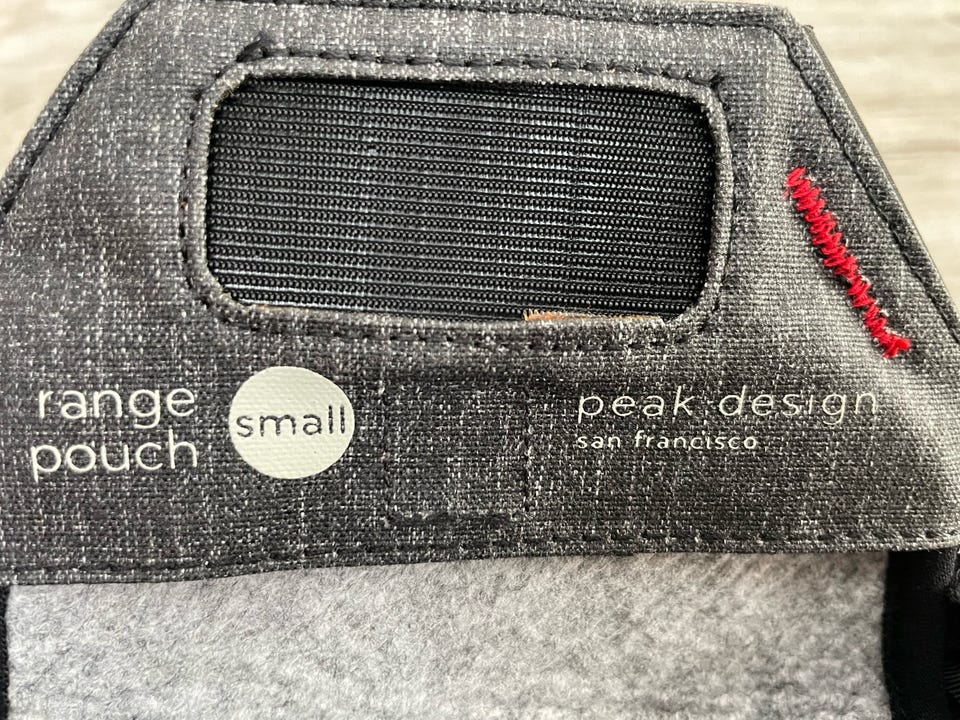 range
pouch
small
peak design
san francisco